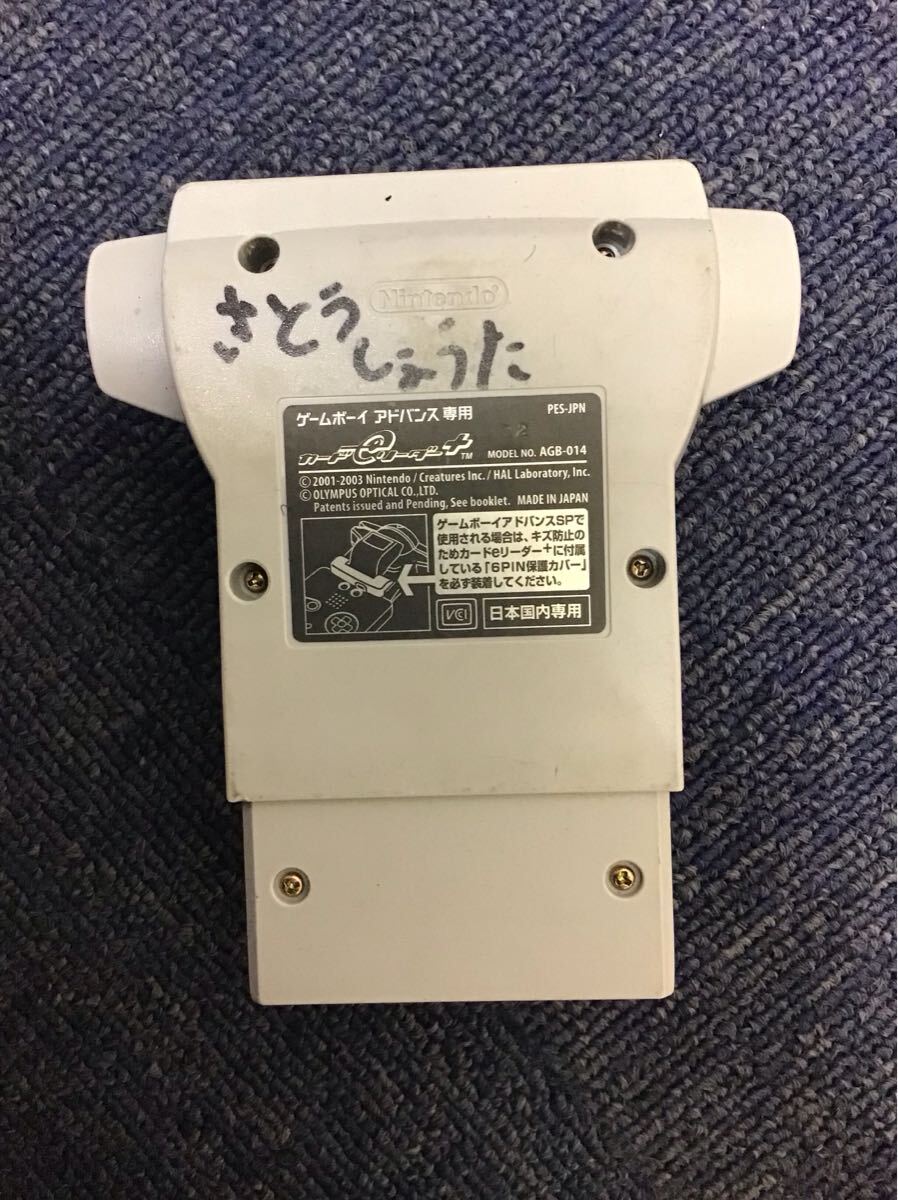 Nintendo
さとう
しょうた
ゲームボーイ アドバンス 専用
PES-JPN
カードeリーダー+ TM
MODEL NO. AGB-014
© 2001-2003 Nintendo / Creatures Inc. / HAL Laboratory, Inc.
© OLYMPUS OPTICAL CO., LTD.
Patents issued and Pending, See booklet. MADE IN JAPAN
ゲームボーイアドバンスSPで
使用される場合は、キズ防止の
ためカードeリーダー+に付属
している「6PIN保護カバー」
を必ず装着してください。
VCI
日本国内専用